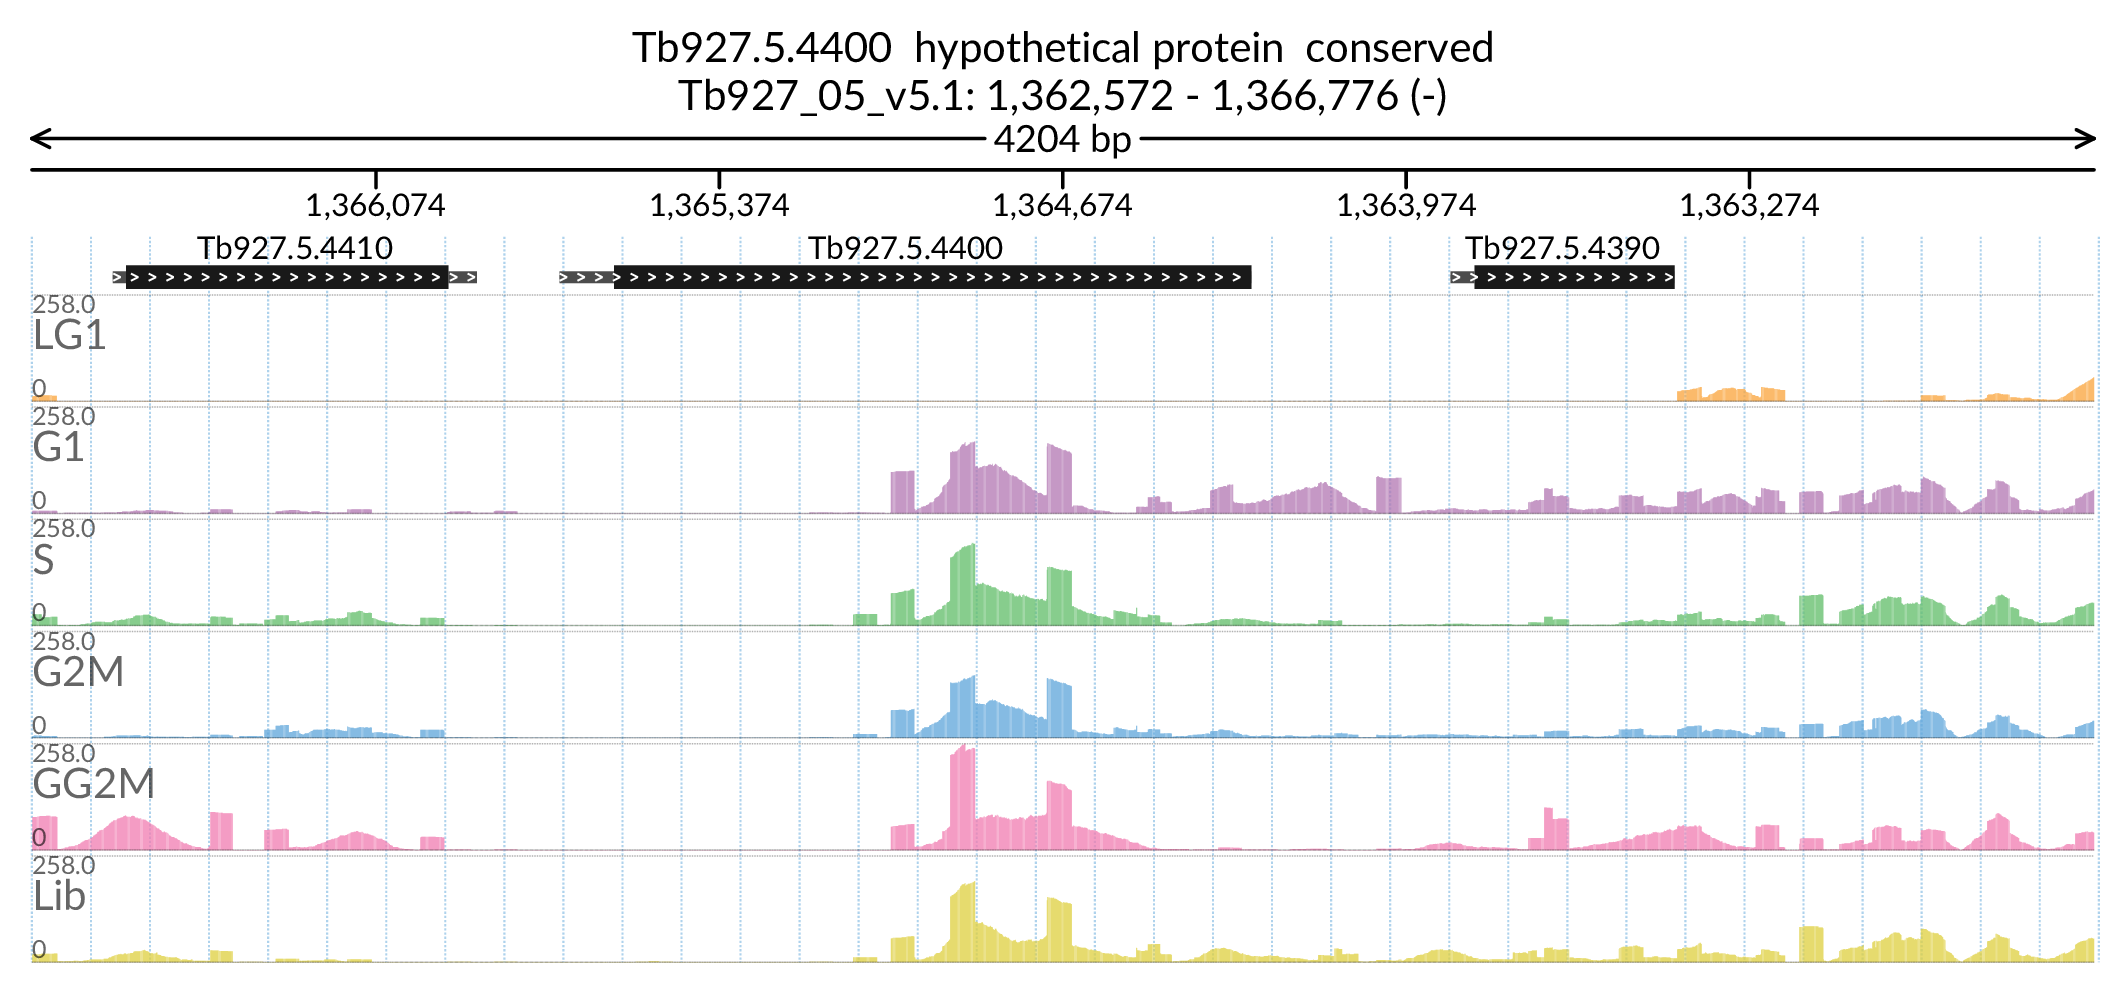 Tb927.5.4400  hypothetical protein  conserved
Tb927_05_v5.1: 1,362,572 - 1,366,776 (-)
4204 bp
1,366,074 1,365,374 1,364,674 1,363,974 1,363,274
Tb927.5.4410 Tb927.5.4400 Tb927.5.4390
258.0
LG1
0
258.0
G1
0
258.0
S
0
258.0
G2M
0
258.0
GG2M
0
258.0
Lib
0